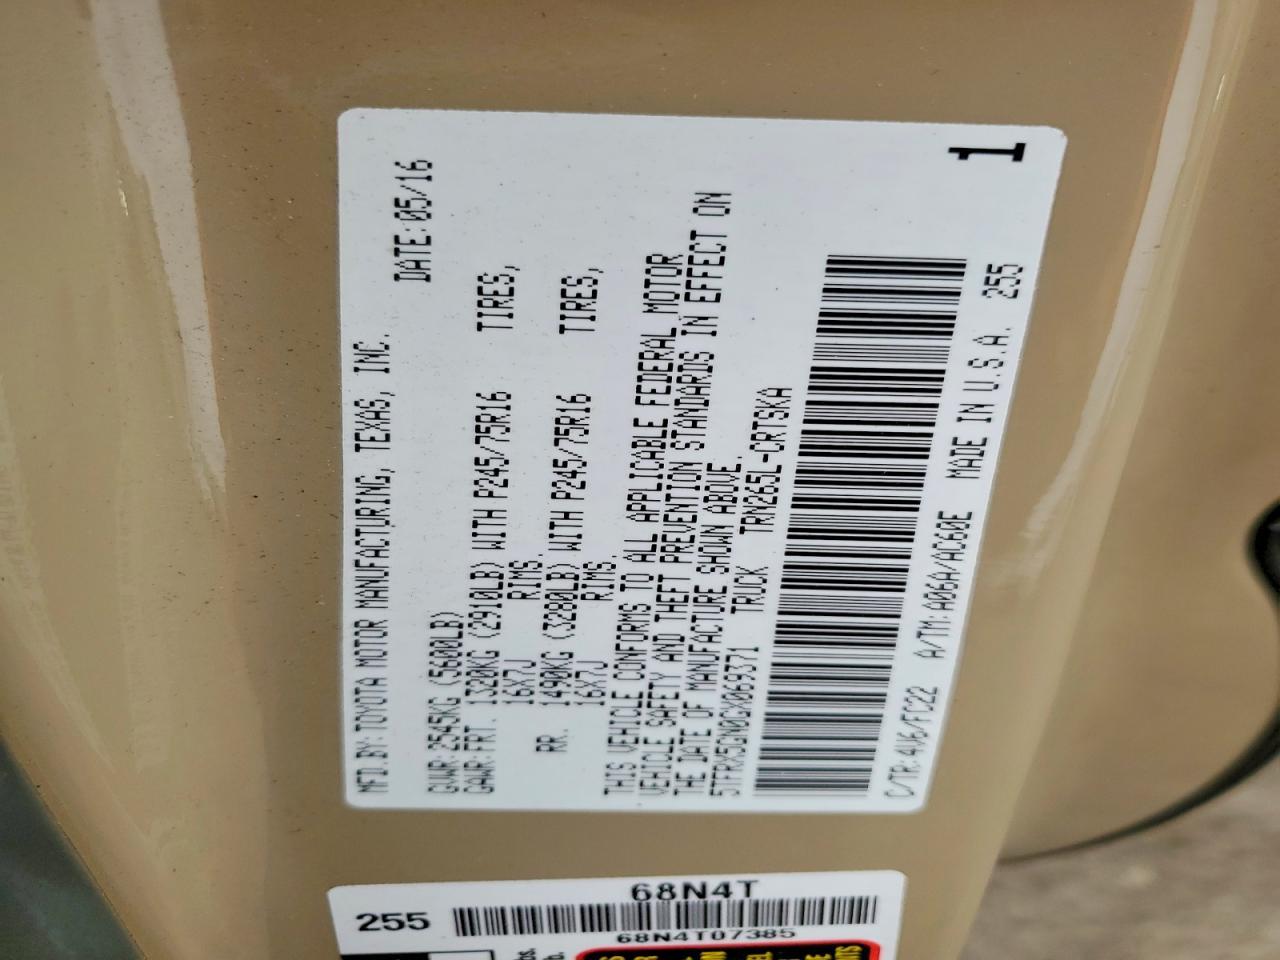 MFD.BY:TOYOTA MOTOR MANUFACTURING, TEXAS, INC.
DATE:05/16
GVWR:2545KG (5600LB)
GAWR:FRT. 1320KG (2910LB) WITH P245/75R16 TIRES,
16X7J RIMS,
RR. 1490KG (3280LB) WITH P245/75R16 TIRES,
16X7J RIMS.
THIS VEHICLE CONFORMS TO ALL APPLICABLE FEDERAL MOTOR
VEHICLE SAFETY AND THEFT PREVENTION STANDARDS IN EFFECT ON
THE DATE OF MANUFACTURE SHOWN ABOVE.
5TFRX5GN0GX069371 TRUCK TRN265L-CRTSKA
C/TR:4V6/FC22 A/TM:A06A/AC60E MADE IN U.S.A. 255
1
68N4T
255
68N4T07385